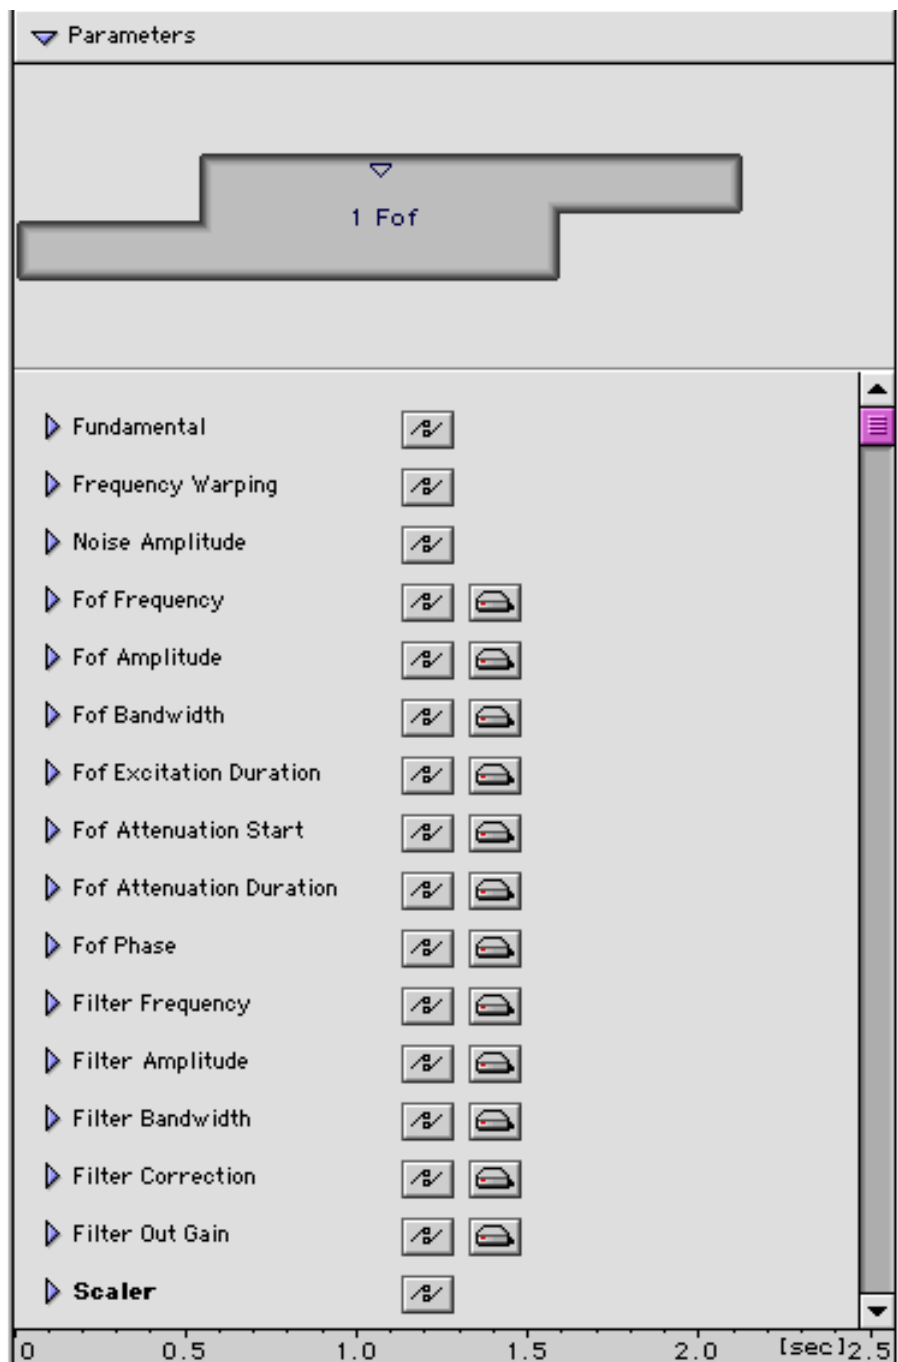 Parameters
1 Fof
Fundamental
Frequency Warping
Noise Amplitude
Fof Frequency
Fof Amplitude
Fof Bandwidth
Fof Excitation Duration
Fof Attenuation Start
Fof Attenuation Duration
Fof Phase
Filter Frequency
Filter Amplitude
Filter Bandwidth
Filter Correction
Filter Out Gain
Scaler
0 0.5 1.0 1.5 2.0 [sec] 2.5